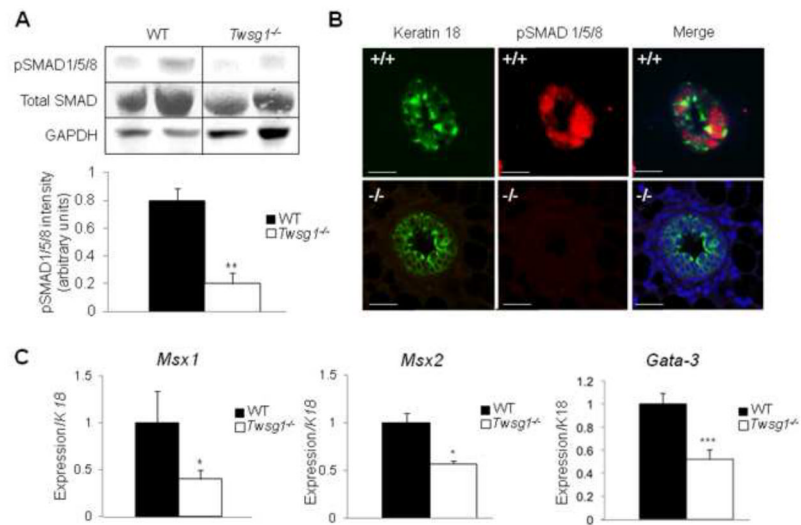 A
WT Twsg1-/-
pSMAD1/5/8
Total SMAD
GAPDH
pSMAD1/5/8 intensity
(arbitrary units)
1
0.8
0.6
0.4
0.2
0
**
WT
Twsg1-/-
B
Keratin 18 pSMAD 1/5/8 Merge
+/+ +/+ +/+
-/- -/- -/-
C
Msx1
Expression/K 18
1.5
1
0.5
0
*
WT
Twsg1-/-
Msx2
Expression/K18
1.5
1
0.5
0
*
WT
Twsg1-/-
Gata-3
Expression/K18
1.2
1
0.8
0.6
0.4
0.2
0
***
WT
Twsg1-/-